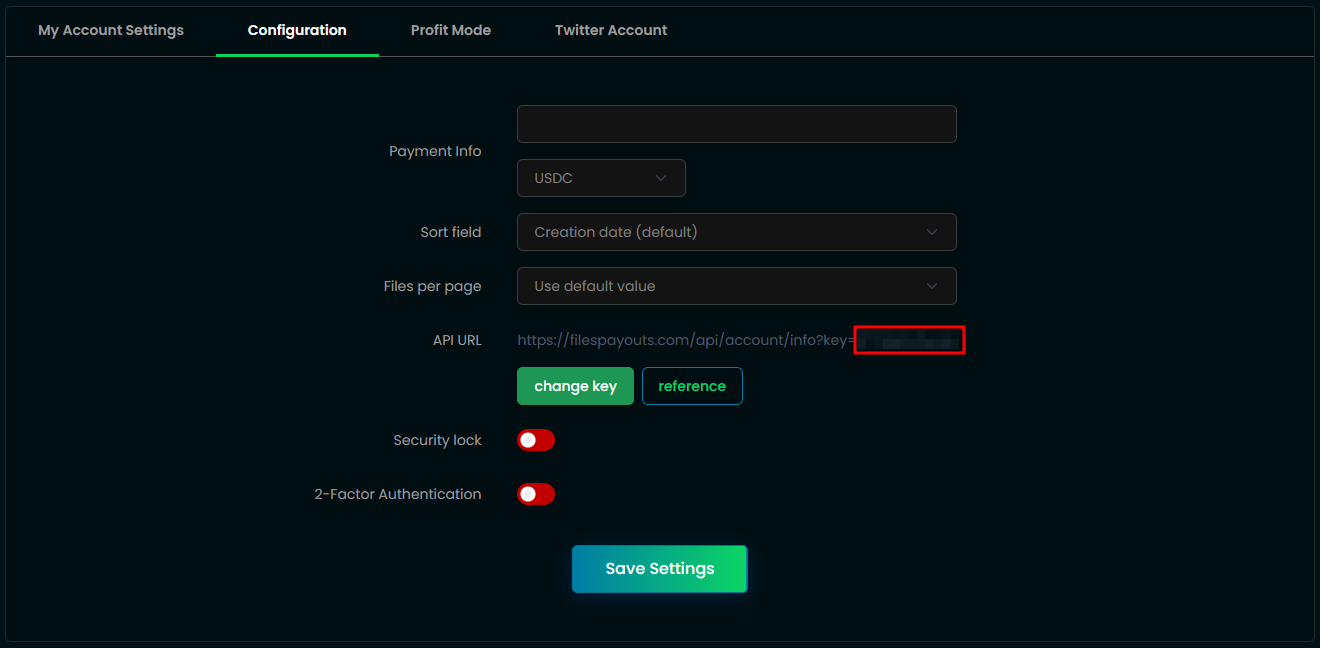 My Account Settings Configuration Profit Mode Twitter Account
Payment Info
USDC
Sort field Creation date (default)
Files per page Use default value
API URL https://filespayouts.com/api/account/info?key=
change key reference
Security lock
2-Factor Authentication
Save Settings